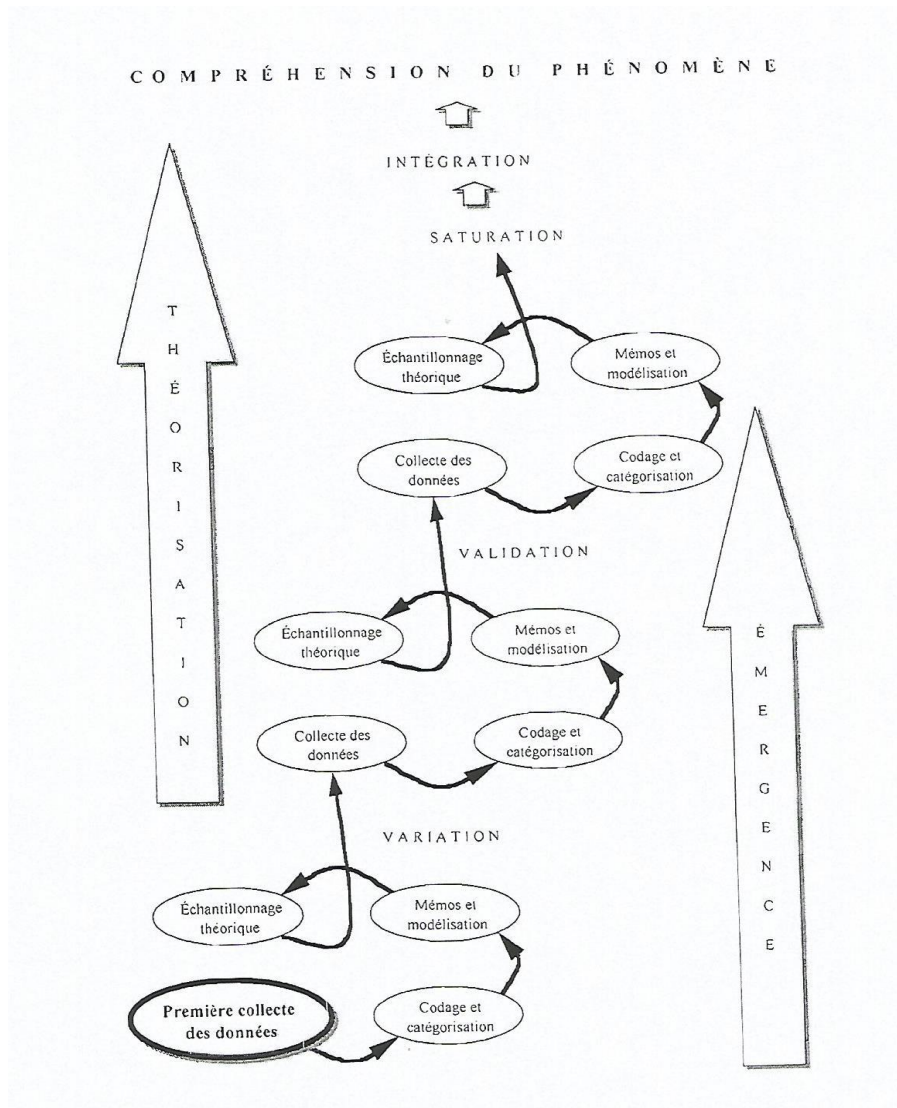 COMPRÉHENSION DU PHÉNOMÈNE
INTÉGRATION
SATURATION
THÉORISATION
Échantillonnage
théorique
Mémos et
modélisation
Collecte des
données
Codage et
catégorisation
VALIDATION
Échantillonnage
théorique
Mémos et
modélisation
ÉMERGENCE
Collecte des
données
Codage et
catégorisation
VARIATION
Échantillonnage
théorique
Mémos et
modélisation
Première collecte
des données
Codage et
catégorisation